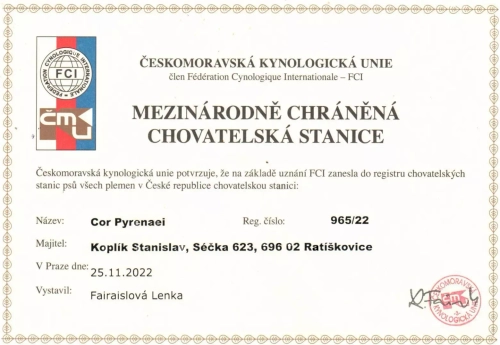 ČESKOMORAVSKÁ KYNOLOGICKÁ UNIE
člen Fédération Cynologique Internationale – FCI
FÉDÉRATION CYNOLOGIQUE INTERNATIONALE
FCI
ČMKU
MEZINÁRODNĚ CHRÁNĚNÁ
CHOVATELSKÁ STANICE
Českomoravská kynologická unie potvrzuje, že na základě uznání FCI zanesla do registru chovatelských
stanic psů všech plemen v České republice chovatelskou stanici:
Název: Cor Pyrenaei Reg. číslo: 965/22
Majitel: Koplík Stanislav, Séčka 623, 696 02 Ratíškovice
V Praze dne: 25.11.2022
Vystavil: Fairaislová Lenka
ČESKOMORAVSKÁ
KYNOLOGICKÁ UNIE